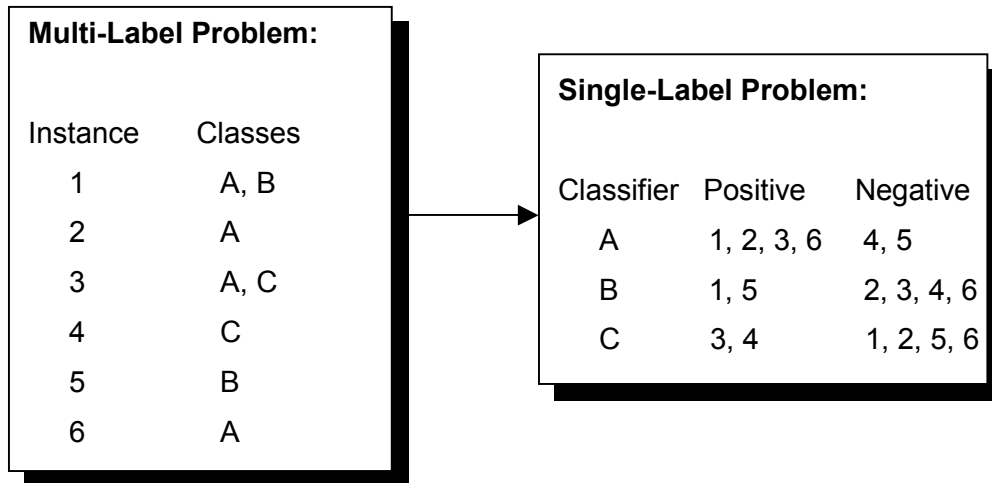 Multi-Label Problem:
Instance Classes
1 A, B
2 A
3 A, C
4 C
5 B
6 A
Single-Label Problem:
Classifier Positive Negative
A 1, 2, 3, 6 4, 5
B 1, 5 2, 3, 4, 6
C 3, 4 1, 2, 5, 6